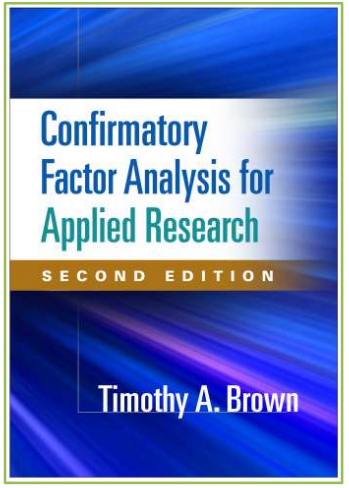 Confirmatory
Factor Analysis for
Applied Research
SECOND EDITION
Timothy A. Brown